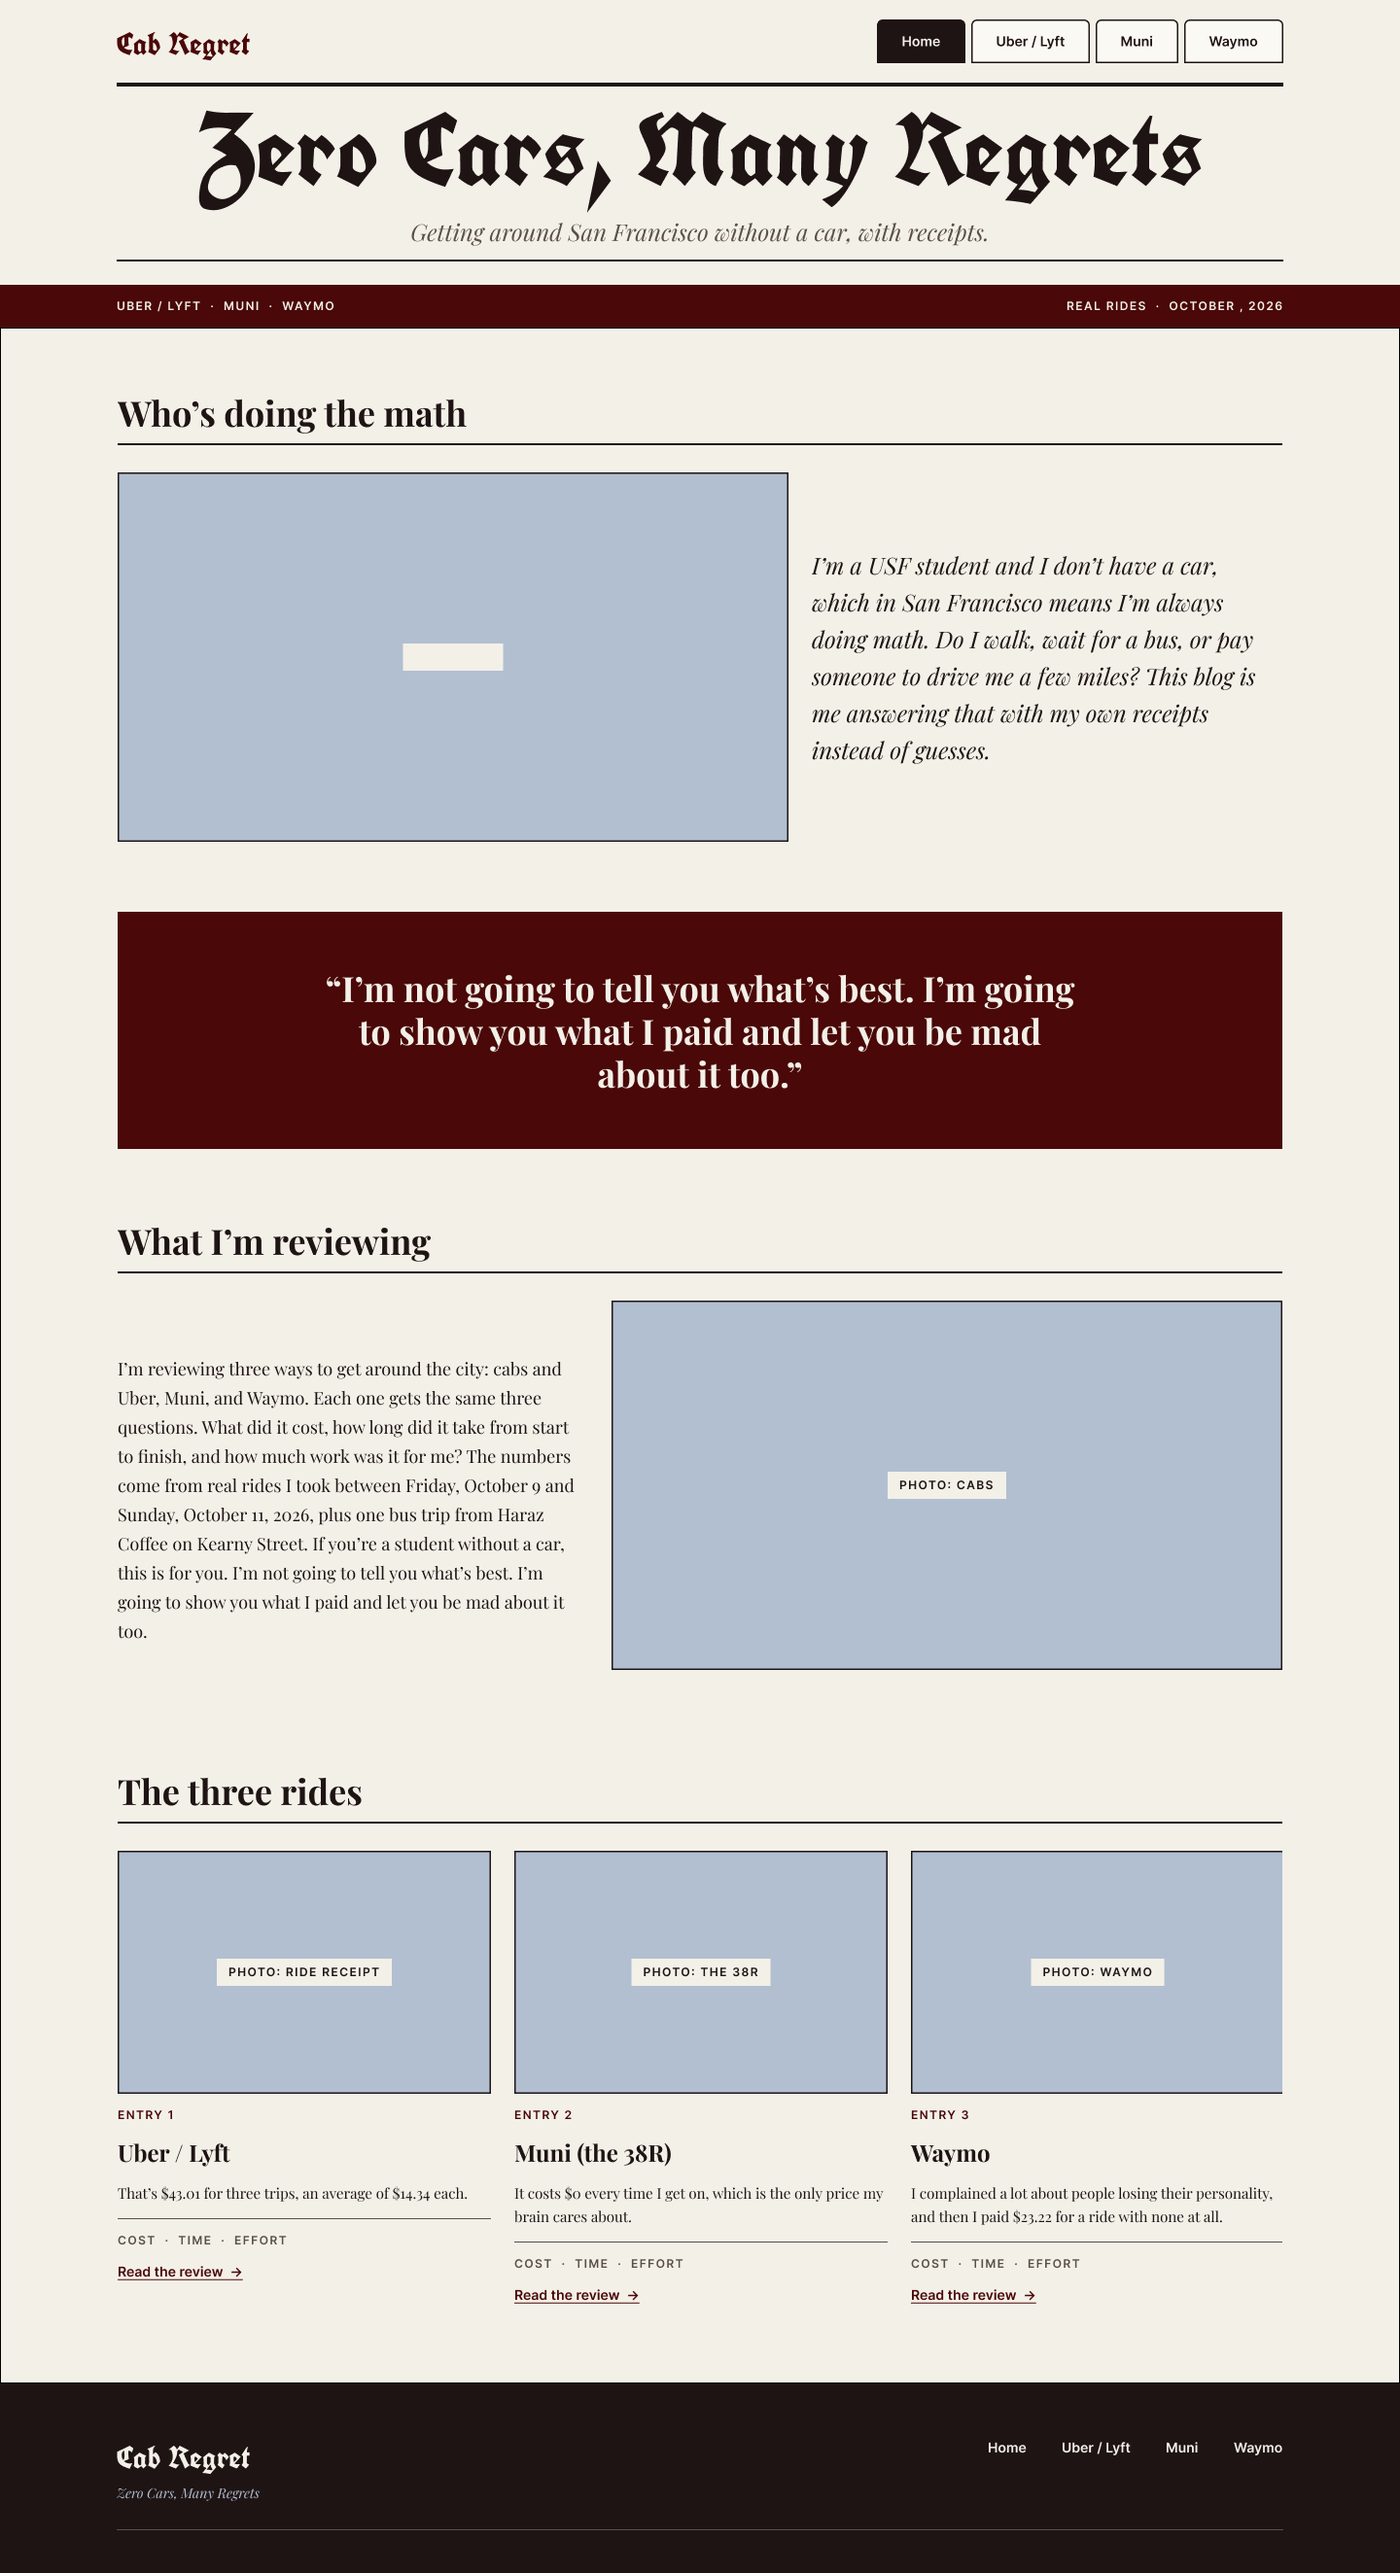 Cab Regret
Home
Uber / Lyft
Muni
Waymo
Zero Cars, Many Regrets
Getting around San Francisco without a car, with receipts.
UBER / LYFT · MUNI · WAYMO
REAL RIDES · OCTOBER , 2026
Who’s doing the math
I’m a USF student and I don’t have a car,
which in San Francisco means I’m always
doing math. Do I walk, wait for a bus, or pay
someone to drive me a few miles? This blog is
me answering that with my own receipts
instead of guesses.
“I’m not going to tell you what’s best. I’m going
to show you what I paid and let you be mad
about it too.”
What I’m reviewing
I’m reviewing three ways to get around the city: cabs and
Uber, Muni, and Waymo. Each one gets the same three
questions. What did it cost, how long did it take from start
to finish, and how much work was it for me? The numbers
come from real rides I took between Friday, October 9 and
Sunday, October 11, 2026, plus one bus trip from Haraz
Coffee on Kearny Street. If you’re a student without a car,
this is for you. I’m not going to tell you what’s best. I’m
going to show you what I paid and let you be mad about it
too.
PHOTO: CABS
The three rides
PHOTO: RIDE RECEIPT
ENTRY 1
Uber / Lyft
That’s $43.01 for three trips, an average of $14.34 each.
COST · TIME · EFFORT
Read the review →
PHOTO: THE 38R
ENTRY 2
Muni (the 38R)
It costs $0 every time I get on, which is the only price my
brain cares about.
COST · TIME · EFFORT
Read the review →
PHOTO: WAYMO
ENTRY 3
Waymo
I complained a lot about people losing their personality,
and then I paid $23.22 for a ride with none at all.
COST · TIME · EFFORT
Read the review →
Cab Regret
Zero Cars, Many Regrets
Home
Uber / Lyft
Muni
Waymo